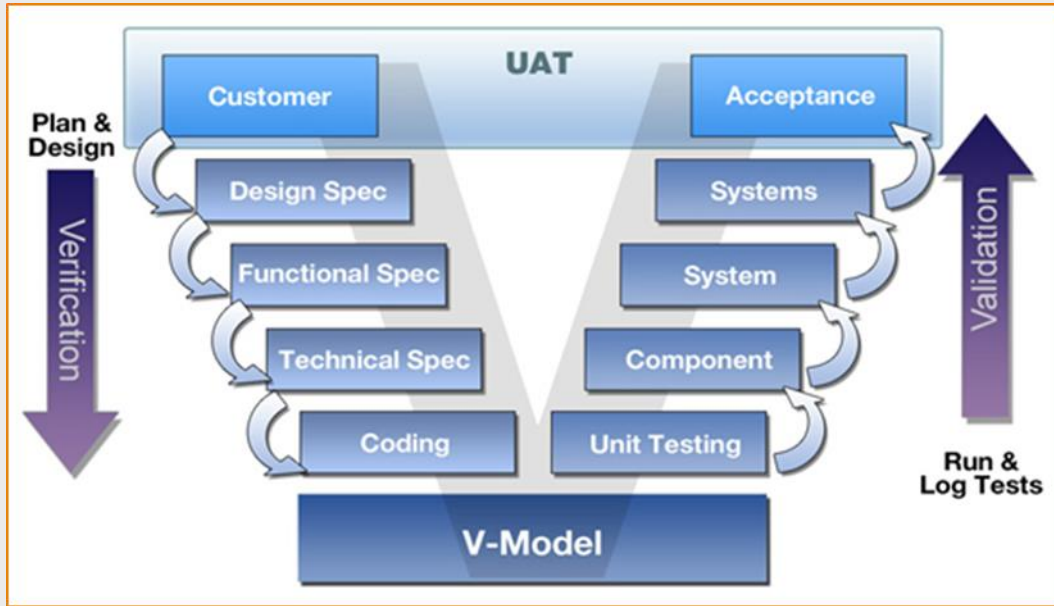 UAT
Customer
Acceptance
Plan &
Design
Verification
Design Spec
Systems
Functional Spec
System
Technical Spec
Component
Coding
Unit Testing
Validation
Run &
Log Tests
V-Model